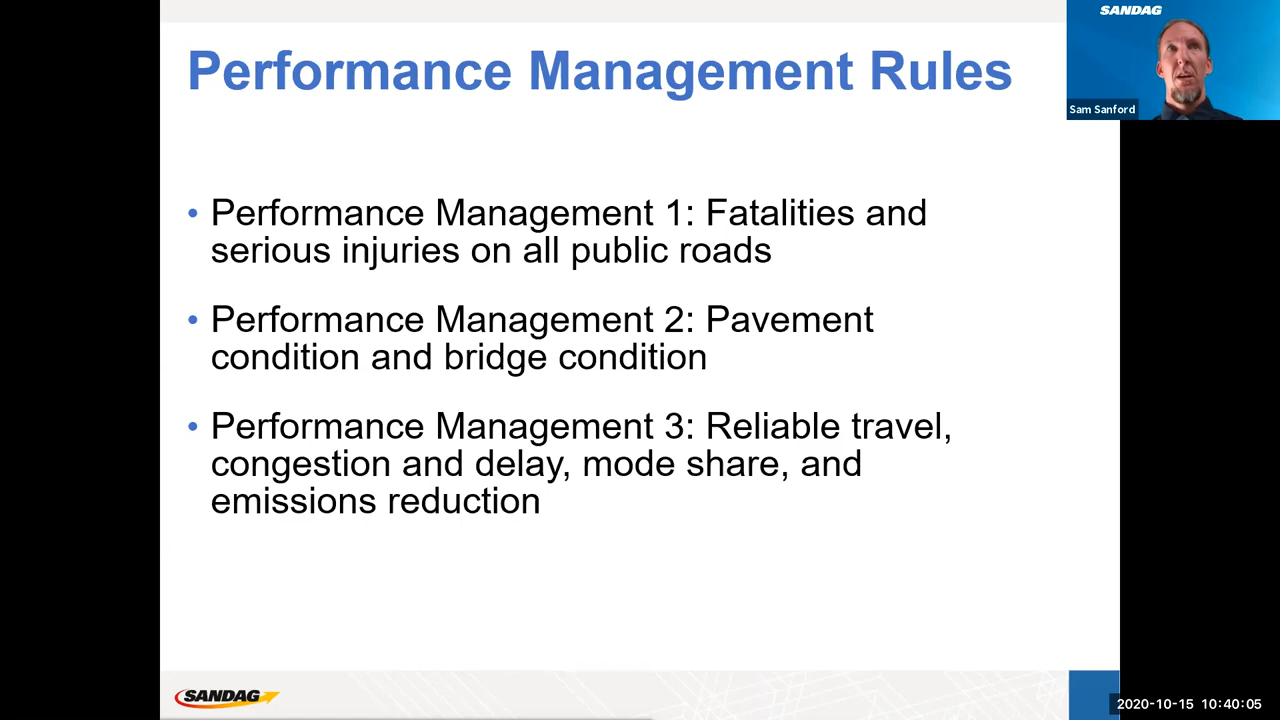 Performance Management Rules
SANDAG
Sam Sanford
• Performance Management 1: Fatalities and
serious injuries on all public roads
• Performance Management 2: Pavement
condition and bridge condition
• Performance Management 3: Reliable travel,
congestion and delay, mode share, and
emissions reduction
SANDAG
2020-10-15 10:40:05